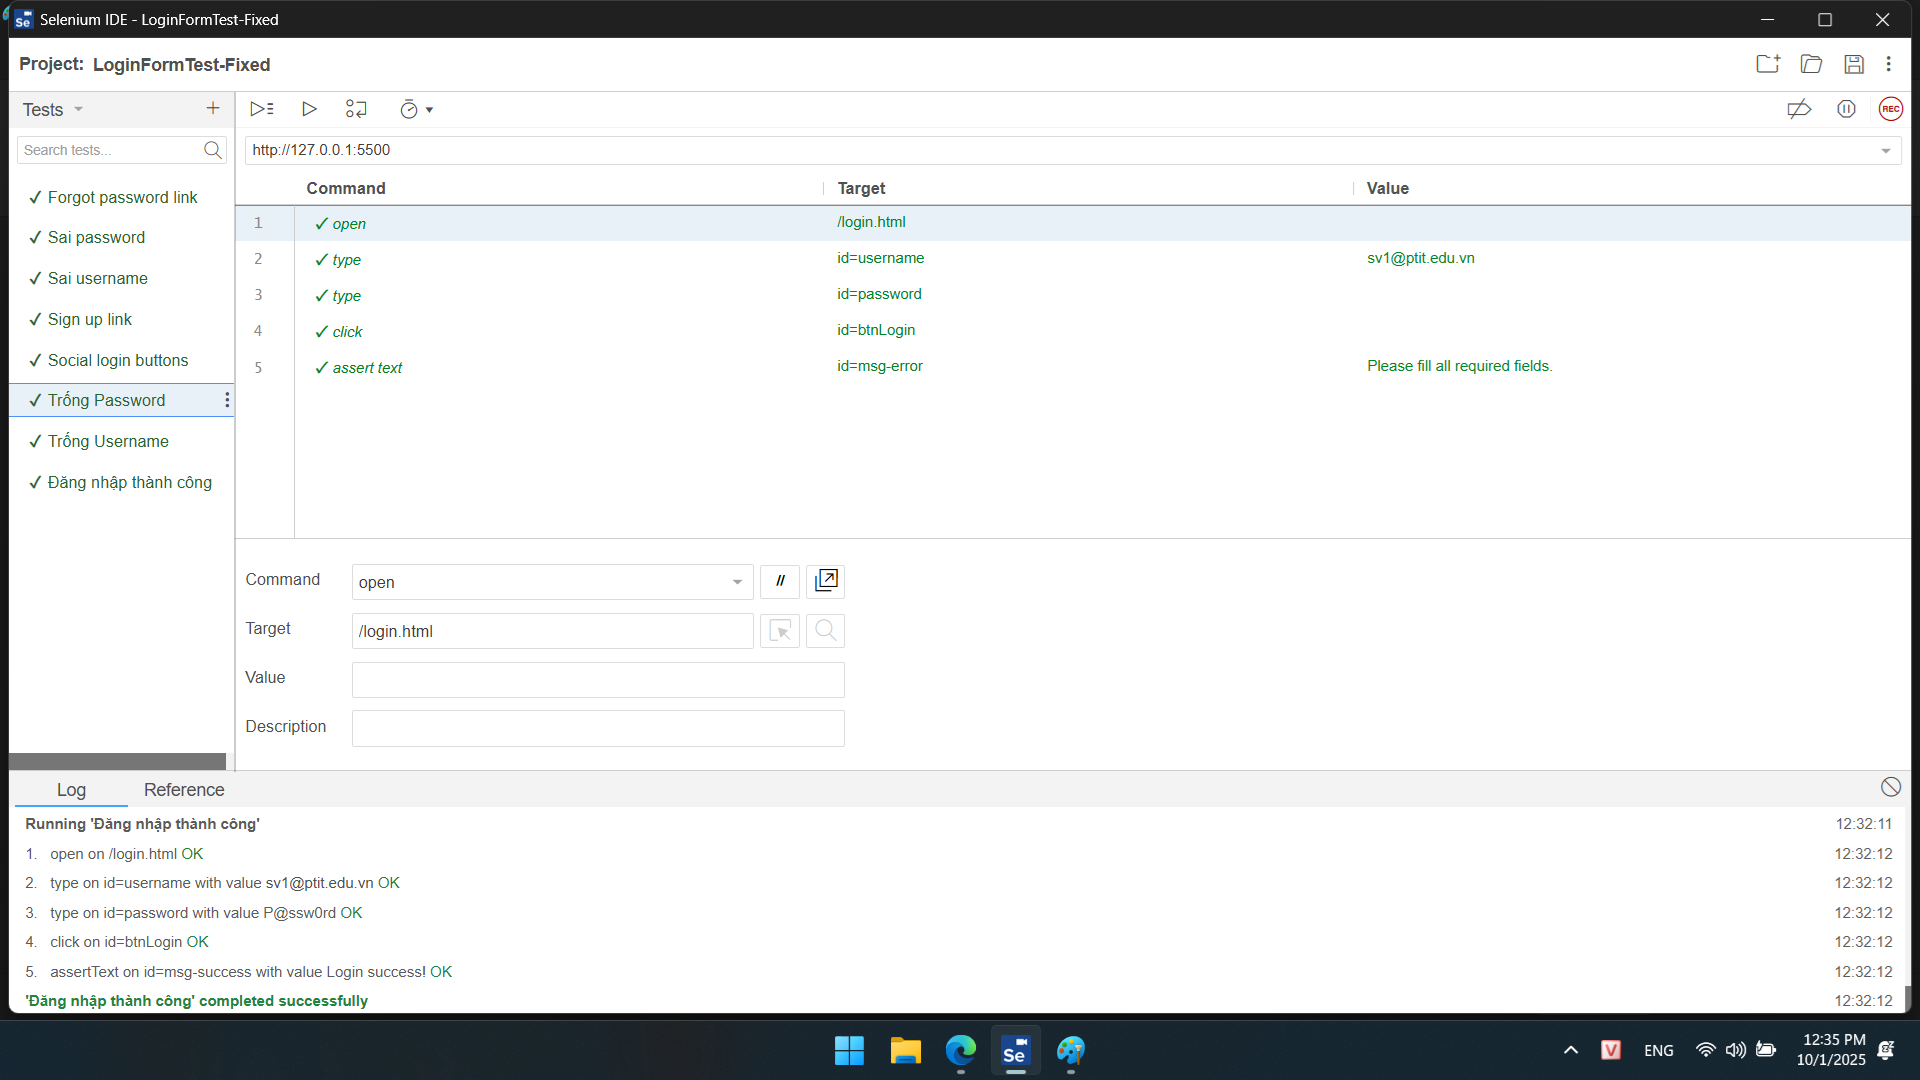 Selenium IDE - LoginFormTest-Fixed
Project: LoginFormTest-Fixed
Tests
REC
Search tests...
http://127.0.0.1:5500
Command Target Value
Forgot password link
Sai password
Sai username
Sign up link
Social login buttons
Trống Password
Trống Username
Đăng nhập thành công
1 open /login.html
2 type id=username sv1@ptit.edu.vn
3 type id=password
4 click id=btnLogin
5 assert text id=msg-error Please fill all required fields.
Command open //
Target /login.html
Value
Description
Log Reference
Running 'Đăng nhập thành công' 12:32:11
1. open on /login.html OK 12:32:12
2. type on id=username with value sv1@ptit.edu.vn OK 12:32:12
3. type on id=password with value P@ssw0rd OK 12:32:12
4. click on id=btnLogin OK 12:32:12
5. assertText on id=msg-success with value Login success! OK 12:32:12
'Đăng nhập thành công' completed successfully 12:32:12
Se
V
ENG
12:35 PM
10/1/2025